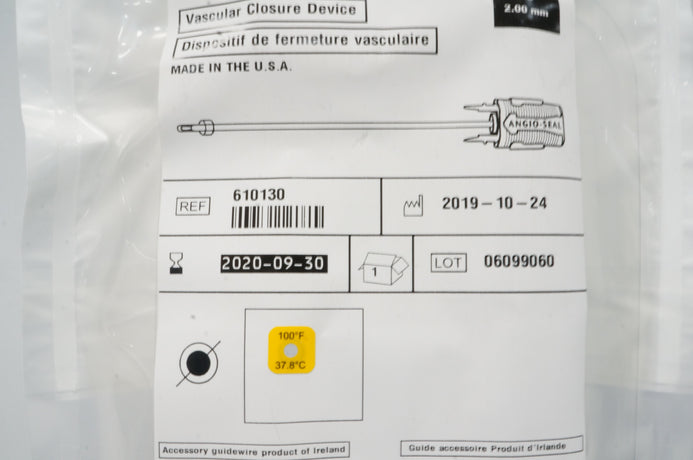 Vascular Closure Device
2.00 mm
Dispositif de fermeture vasculaire
MADE IN THE U.S.A.
ANGIO-SEAL
REF
610130
2019-10-24
2020-09-30
1
LOT
06099060
100°F
37.8°C
Accessory guidewire product of Ireland
Guide accessoire Produit d'Irlande